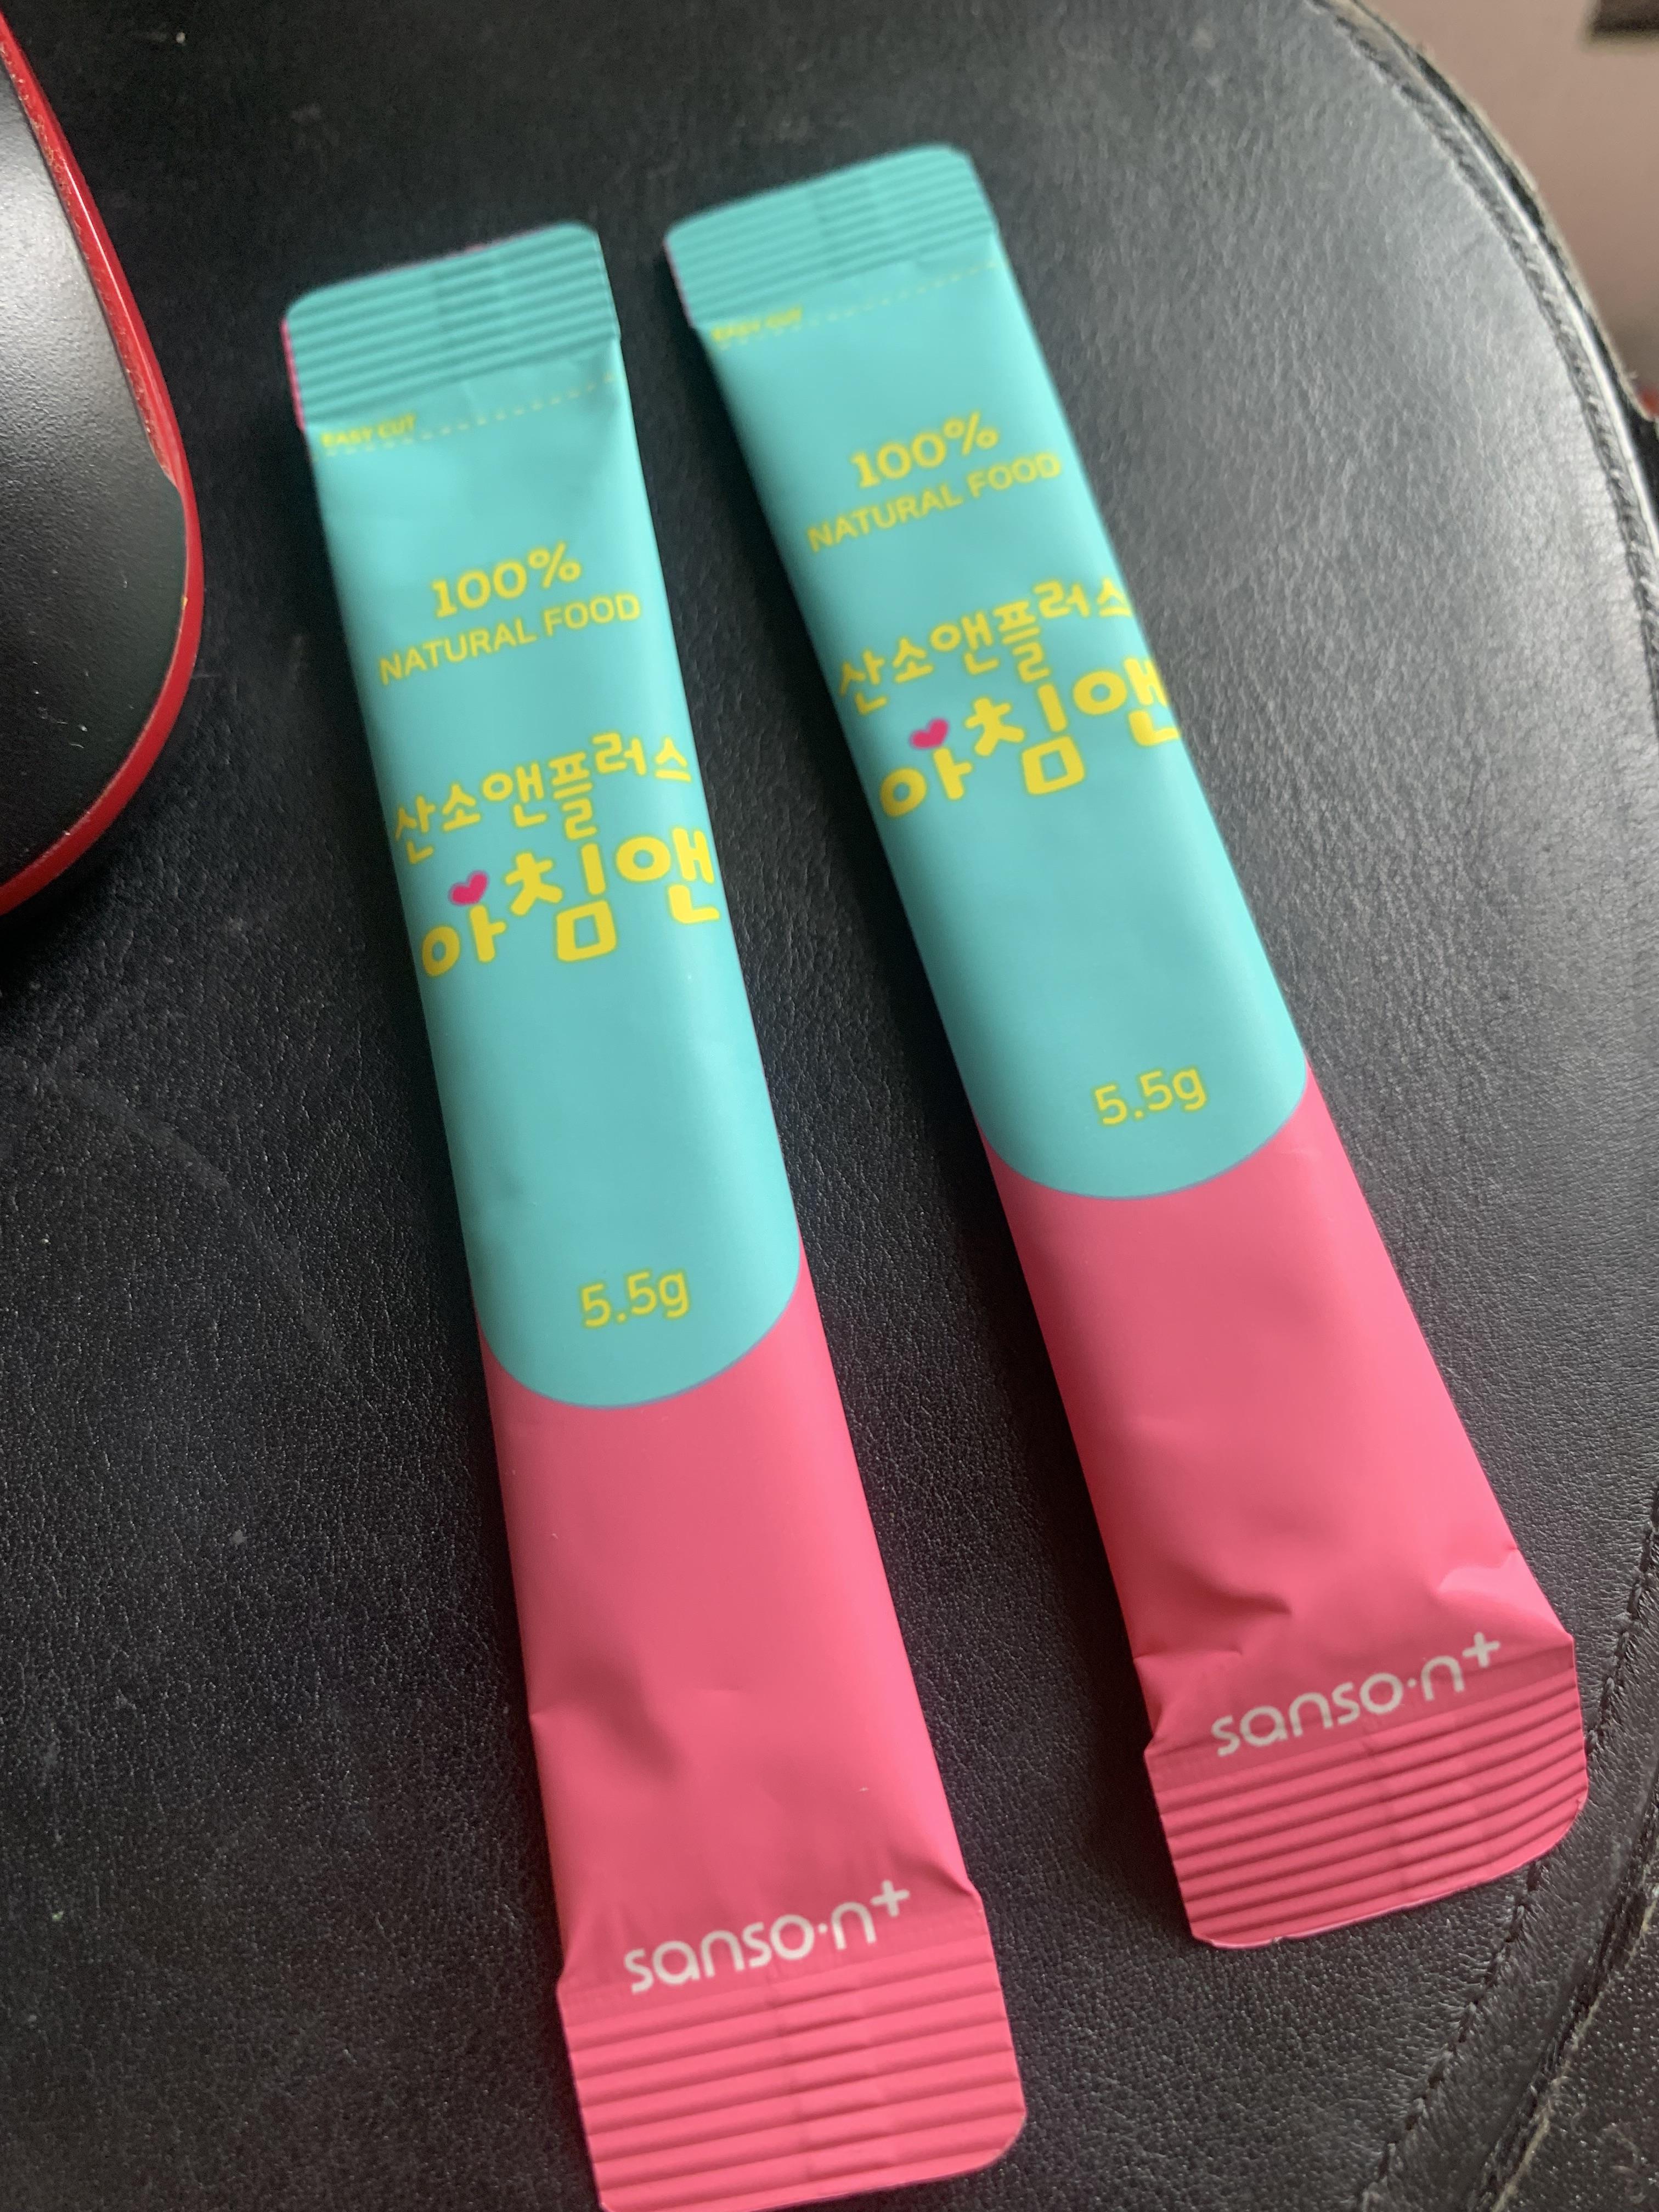 EASY CUT
100%
NATURAL FOOD
산소앤플러스
아침앤
5.5g
sanso·n+
EASY CUT
100%
NATURAL FOOD
산소앤플러스
아침앤
5.5g
sanso·n+